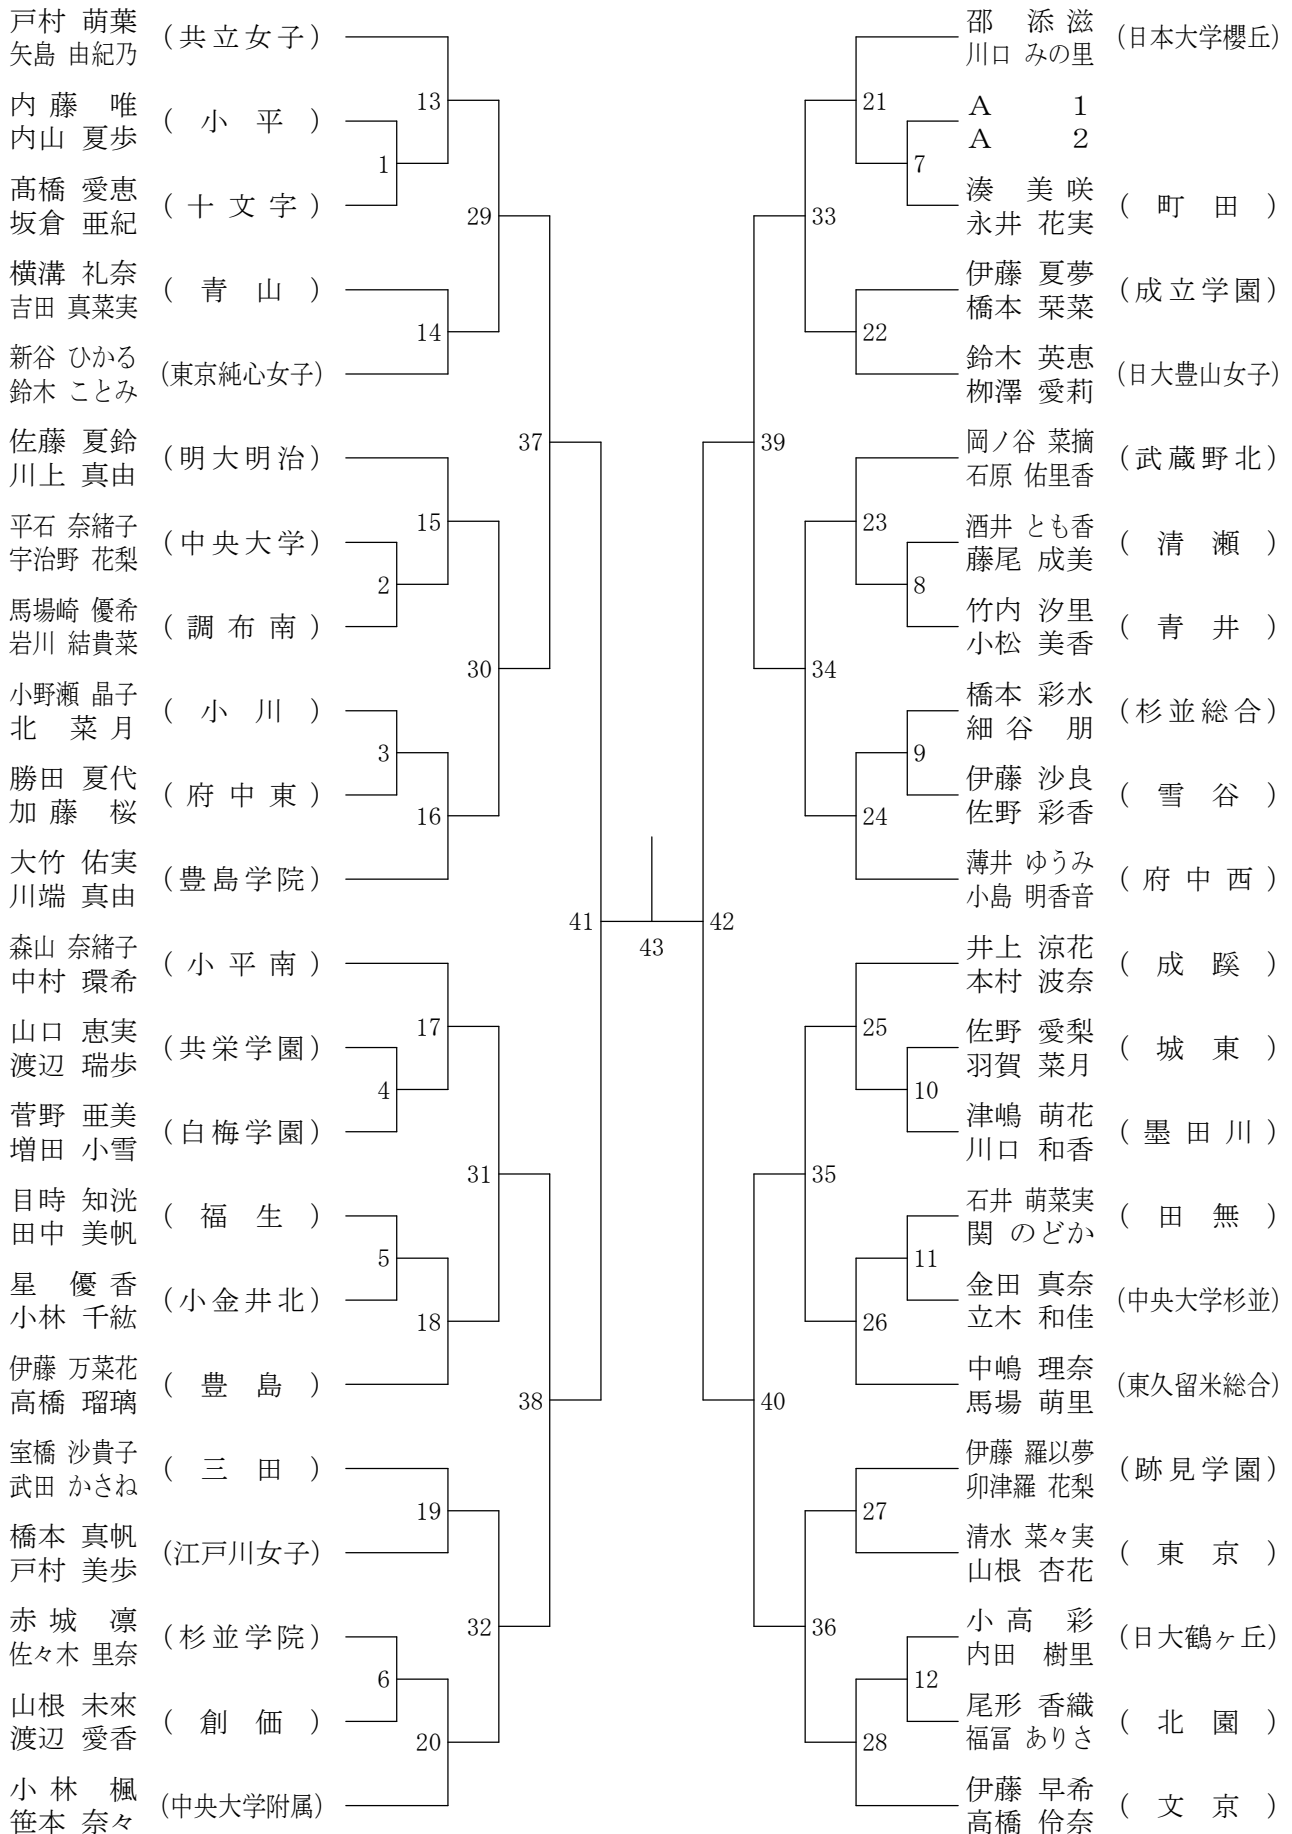 戸村 萌葉
矢島 由紀乃
(共立女子)
内藤 唯
内山 夏歩
(小平)
髙橋 愛恵
坂倉 亜紀
(十文字)
横溝 礼奈
吉田 真菜実
(青山)
新谷 ひかる
鈴木 ことみ
(東京純心女子)
佐藤 夏鈴
川上 真由
(明大明治)
平石 奈緒子
宇治野 花梨
(中央大学)
馬場崎 優希
岩川 結貴菜
(調布南)
小野瀬 晶子
北 菜月
(小川)
勝田 夏代
加藤 桜
(府中東)
大竹 佑実
川端 真由
(豊島学院)
森山 奈緒子
中村 環希
(小平南)
山口 恵実
渡辺 瑞歩
(共栄学園)
菅野 亜美
増田 小雪
(白梅学園)
目時 知洸
田中 美帆
(福生)
星 優香
小林 千紘
(小金井北)
伊藤 万菜花
高橋 瑠璃
(豊島)
室橋 沙貴子
武田 かさね
(三田)
橋本 真帆
戸村 美歩
(江戸川女子)
赤城 凛
佐々木 里奈
(杉並学院)
山根 未來
渡辺 愛香
(創価)
小林 楓
笹本 奈々
(中央大学附属)
13
1
29
14
37
15
2
30
3
16
41
17
4
31
5
18
38
19
32
6
20
43
42
21
7
33
22
39
23
8
34
9
24
25
10
35
11
26
40
27
36
12
28
邵 添滋
川口 みの里
(日本大学櫻丘)
A 1
A 2
湊 美咲
永井 花実
(町田)
伊藤 夏夢
橋本 栞菜
(成立学園)
鈴木 英恵
栁澤 愛莉
(日大豊山女子)
岡ノ谷 菜摘
石原 佑里香
(武蔵野北)
酒井 とも香
藤尾 成美
(清瀬)
竹内 汐里
小松 美香
(青井)
橋本 彩水
細谷 朋
(杉並総合)
伊藤 沙良
佐野 彩香
(雪谷)
薄井 ゆうみ
小島 明香音
(府中西)
井上 涼花
本村 波奈
(成蹊)
佐野 愛梨
羽賀 菜月
(城東)
津嶋 萌花
川口 和香
(墨田川)
石井 萌菜実
関 のどか
(田無)
金田 真奈
立木 和佳
(中央大学杉並)
中嶋 理奈
馬場 萌里
(東久留米総合)
伊藤 羅以夢
卯津羅 花梨
(跡見学園)
清水 菜々実
山根 杏花
(東京)
小高 彩
内田 樹里
(日大鶴ヶ丘)
尾形 香織
福冨 ありさ
(北園)
伊藤 早希
高橋 伶奈
(文京)